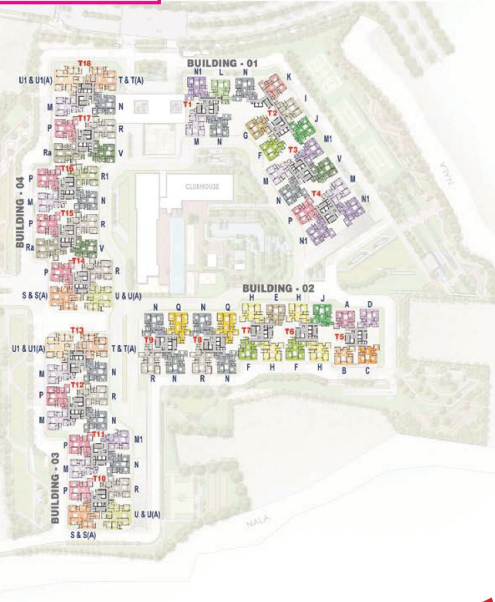 BUILDING - 01
T18
U1 & U1(A)
T & T(A)
N1 L N
K
M
N
T1
I
T2
T17
P
R
M N
G
J
Ra
V
F
T3
M1
T16
P
R1
M
V
CLUBHOUSE
M
N
N
T4
M
BUILDING - 04
T15
P
R
P
N1
Ra
V
N1
T14
P
R
S & S(A)
U & U(A)
NALA
BUILDING - 02
H E H J A D
N Q N Q
T13
T9 T8 T7 T6 T5
U1 & U1(A)
T & T(A)
F H F H B C
R N R N
M
N
T12
P
R
M
N
T11
P
M1
M
N
BUILDING - 03
T10
P
R
U & U(A)
S & S(A)
NALA